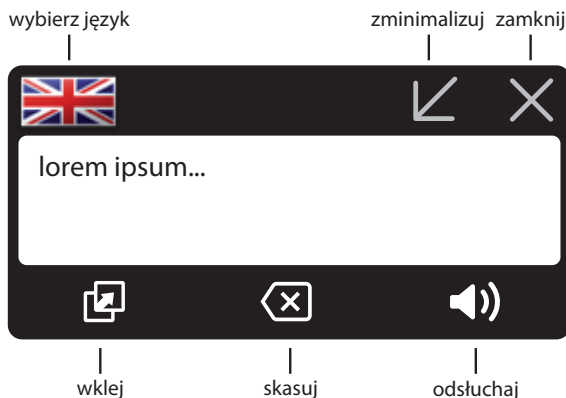 wybierz język
zminimalizuj zamknij
lorem ipsum...
wklej
skasuj
odsłuchaj